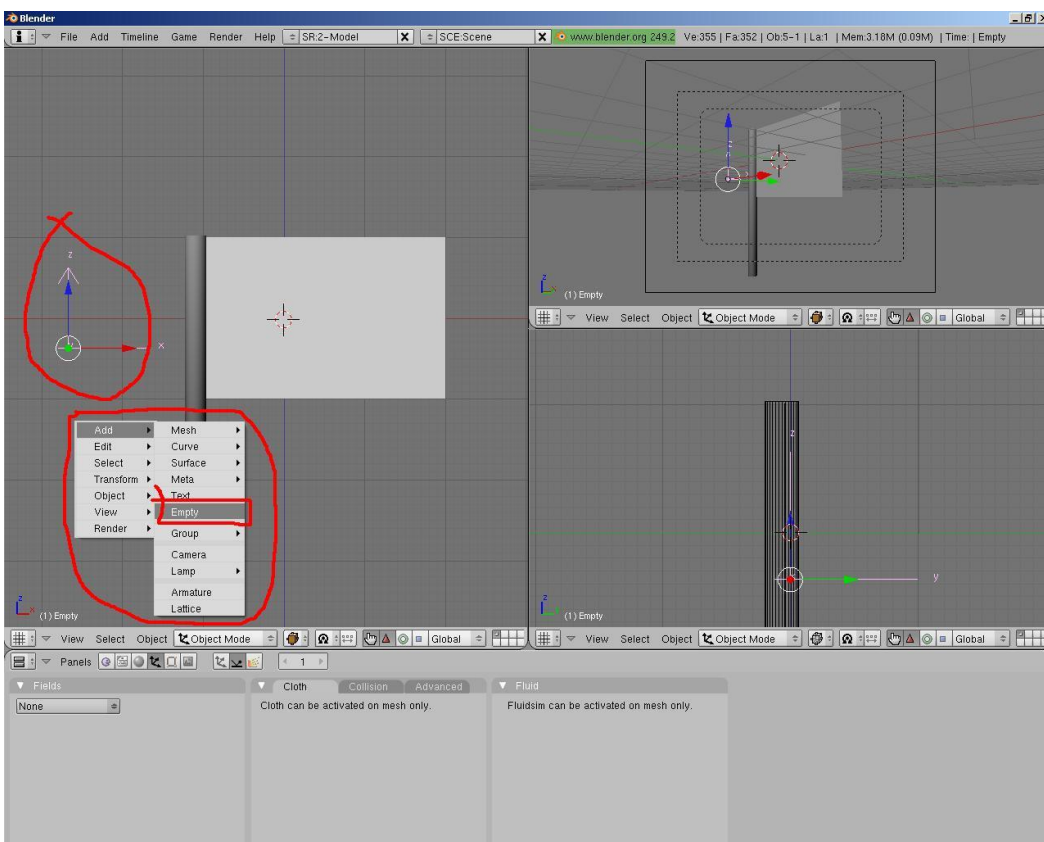 Blender
File Add Timeline Game Render Help SR:2-Model X SCE:Scene X www.blender.org 249.2 Ve:355 | Fa:352 | Ob:5-1 | La:1 | Mem:3.18M (0.09M) | Time: | Empty
z
x
Add
Edit
Select
Transform
Object
View
Render
Mesh
Curve
Surface
Meta
Text
Empty
Group
Camera
Lamp
Armature
Lattice
z
x
(1) Empty
View Select Object Object Mode Global
z
z
(1) Empty
View Select Object Object Mode Global
z
y
z
(1) Empty
View Select Object Object Mode Global
Panels 1
Fields
None
Cloth Collision Advanced
Cloth can be activated on mesh only.
Fluid
Fluidsim can be activated on mesh only.